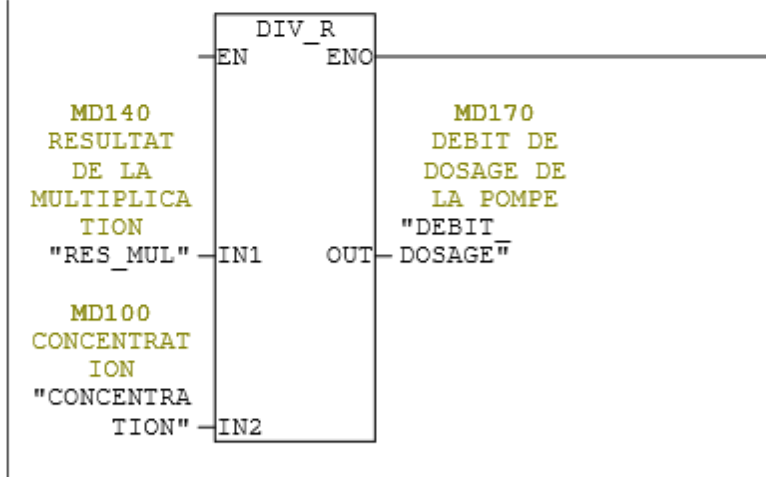 DIV_R
EN ENO
MD140
RESULTAT
DE LA
MULTIPLICA
TION
"RES_MUL"
IN1
MD170
DEBIT DE
DOSAGE DE
LA POMPE
"DEBIT_
DOSAGE"
OUT
MD100
CONCENTRAT
ION
"CONCENTRA
TION"
IN2